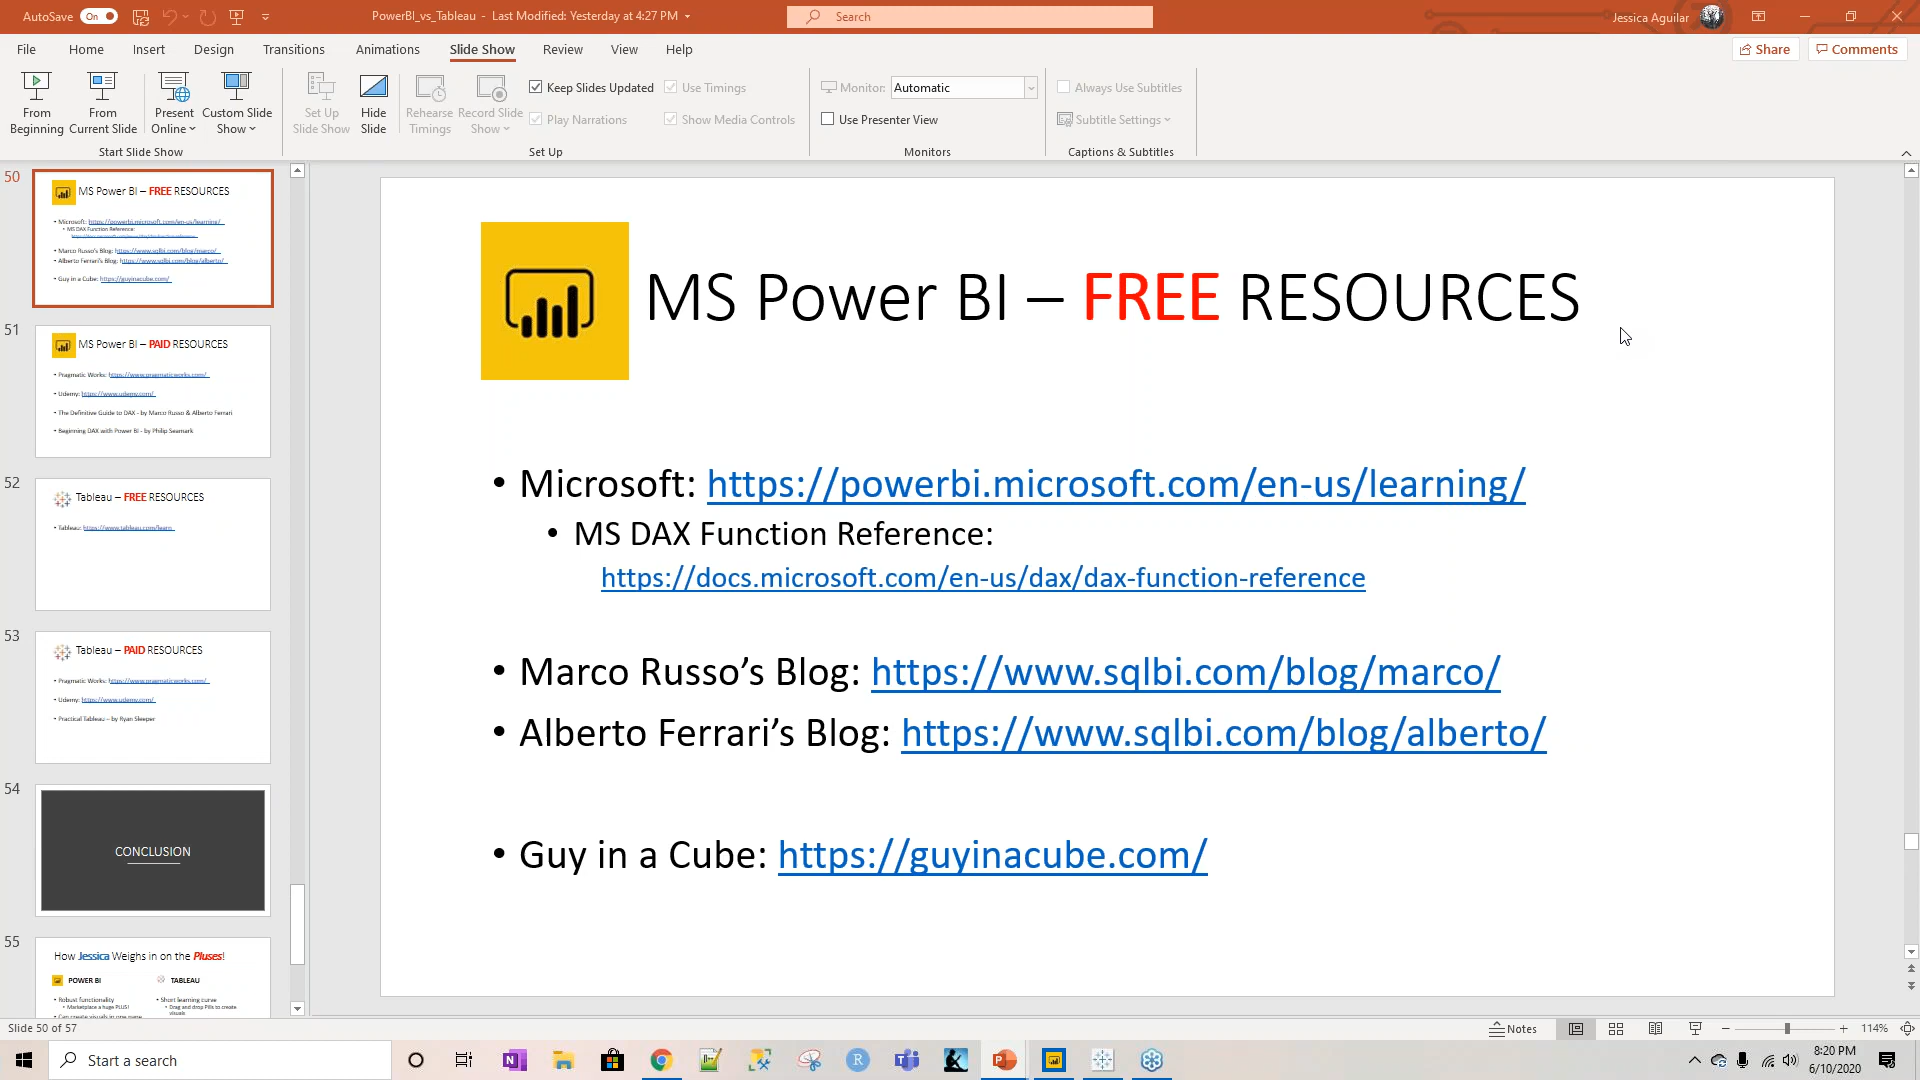 AutoSave On PowerBI_vs_Tableau - Last Modified: Yesterday at 4:27 PM Search Jessica Aguilar
File Home Insert Design Transitions Animations Slide Show Review View Help Share Comments
From Beginning
From Current Slide
Present Online
Custom Slide Show
Set Up Slide Show
Hide Slide
Rehearse Timings
Record Slide Show
Keep Slides Updated
Play Narrations
Use Timings
Show Media Controls
Monitor: Automatic
Use Presenter View
Always Use Subtitles
Subtitle Settings
Start Slide Show Set Up Monitors Captions & Subtitles
50
MS Power BI – FREE RESOURCES
• Microsoft: https://powerbi.microsoft.com/en-us/learning/
• MS DAX Function Reference:
https://docs.microsoft.com/en-us/dax/dax-function-reference
• Marco Russo's Blog: https://www.sqlbi.com/blog/marco/
• Alberto Ferrari's Blog: https://www.sqlbi.com/blog/alberto/
• Guy in a Cube: https://guyinacube.com/
51
MS Power BI – PAID RESOURCES
• Pragmatic Works: https://www.pragmaticworks.com/
• Udemy: https://www.udemy.com/
• The Definitive Guide to DAX - by Marco Russo & Alberto Ferrari
• Beginning DAX with Power BI - by Philip Seamark
52
Tableau – FREE RESOURCES
• Tableau: https://www.tableau.com/learn
53
Tableau – PAID RESOURCES
• Pragmatic Works: https://www.pragmaticworks.com/
• Udemy: https://www.udemy.com/
• Practical Tableau – by Ryan Sleeper
54
CONCLUSION
55
How Jessica Weighs in on the Pluses!
POWER BI TABLEAU
• Robust functionality
• Marketplace a huge PLUS!
• Can create visuals in one page
• Short learning curve
• Drag and drop Pills to create
visuals
MS Power BI – FREE RESOURCES
• Microsoft: https://powerbi.microsoft.com/en-us/learning/
• MS DAX Function Reference:
https://docs.microsoft.com/en-us/dax/dax-function-reference
• Marco Russo’s Blog: https://www.sqlbi.com/blog/marco/
• Alberto Ferrari’s Blog: https://www.sqlbi.com/blog/alberto/
• Guy in a Cube: https://guyinacube.com/
Slide 50 of 57 Notes 114%
Start a search 8:20 PM
6/10/2020